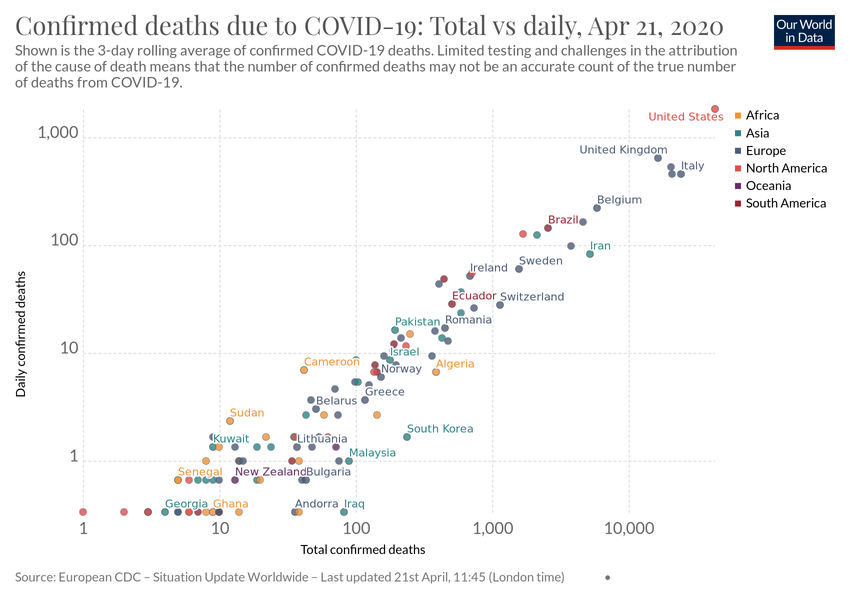 Confirmed deaths due to COVID-19: Total vs daily, Apr 21, 2020
Our World
in Data
Shown is the 3-day rolling average of confirmed COVID-19 deaths. Limited testing and challenges in the attribution
of the cause of death means that the number of confirmed deaths may not be an accurate count of the true number
of deaths from COVID-19.
United States
Africa
Asia
Europe
North America
Oceania
South America
1,000
United Kingdom
Italy
Belgium
Brazil
100
Iran
Sweden
Ireland
Ecuador
Switzerland
Pakistan
Romania
10
Israel
Cameroon
Norway
Algeria
Greece
Belarus
Sudan
South Korea
Kuwait
Lithuania
Malaysia
1
Senegal
New Zealand
Bulgaria
Georgia
Ghana
Andorra
Iraq
Daily confirmed deaths
1
10
100
1,000
10,000
Total confirmed deaths
Source: European CDC – Situation Update Worldwide – Last updated 21st April, 11:45 (London time)